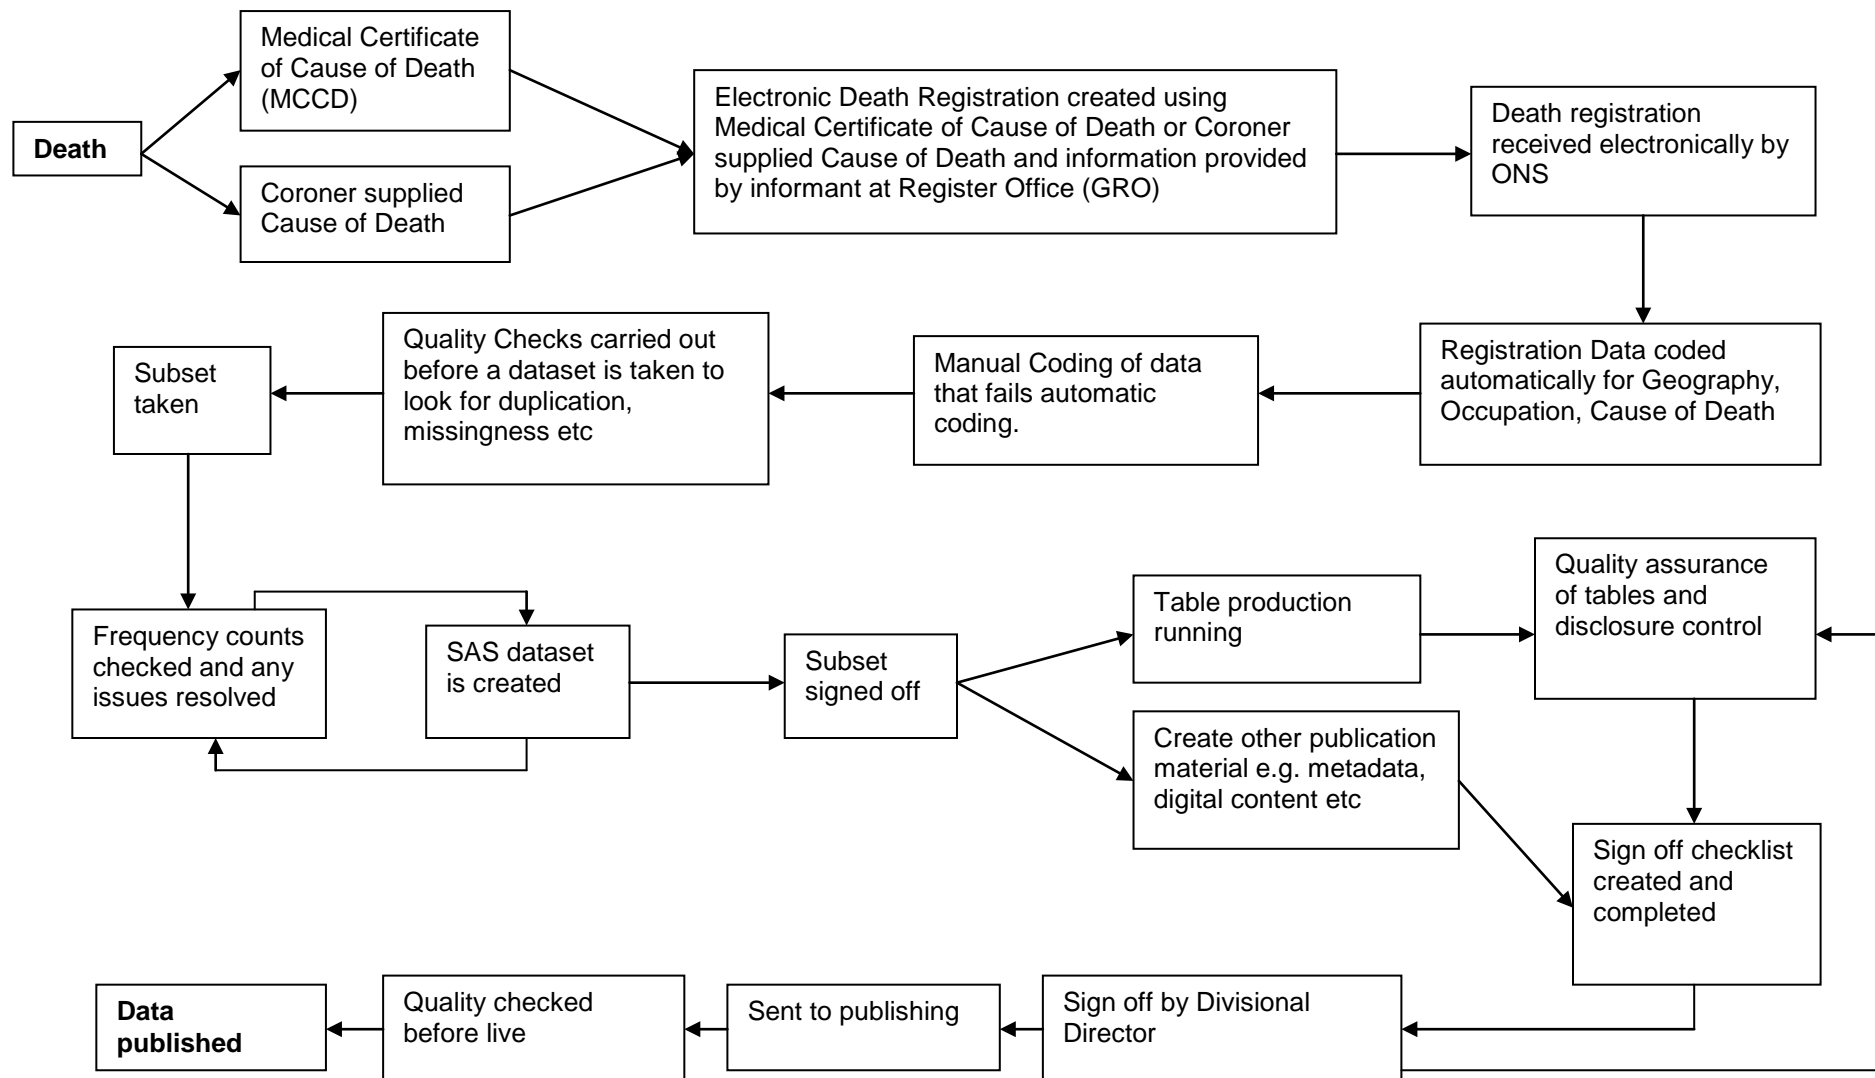 Death
Medical Certificate
of Cause of Death
(MCCD)
Coroner supplied
Cause of Death
Electronic Death Registration created using
Medical Certificate of Cause of Death or Coroner
supplied Cause of Death and information provided
by informant at Register Office (GRO)
Death registration
received electronically by
ONS
Registration Data coded
automatically for Geography,
Occupation, Cause of Death
Manual Coding of data
that fails automatic
coding.
Quality Checks carried out
before a dataset is taken to
look for duplication,
missingness etc
Subset
taken
Frequency counts
checked and any
issues resolved
SAS dataset
is created
Subset
signed off
Table production
running
Create other publication
material e.g. metadata,
digital content etc
Quality assurance
of tables and
disclosure control
Sign off checklist
created and
completed
Sign off by Divisional
Director
Sent to publishing
Quality checked
before live
Data
published